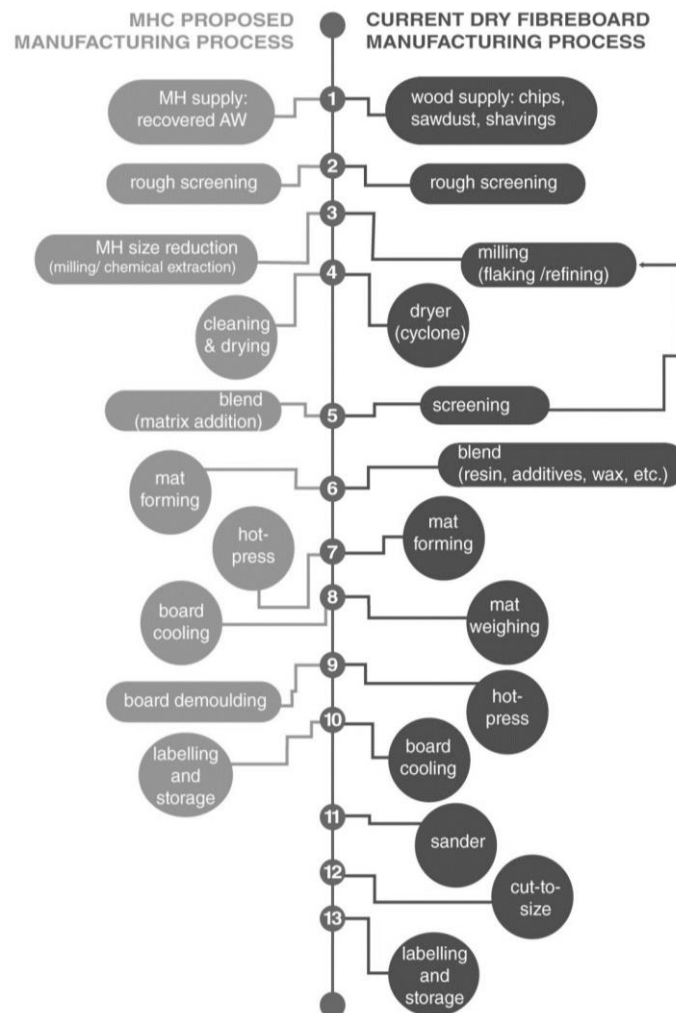 MHC PROPOSED
MANUFACTURING PROCESS
CURRENT DRY FIBREBOARD
MANUFACTURING PROCESS
1
MH supply:
recovered AW
wood supply: chips,
sawdust, shavings
2
rough screening
rough screening
3
MH size reduction
(milling/ chemical extraction)
milling
(flaking /refining)
4
cleaning
& drying
dryer
(cyclone)
5
blend
(matrix addition)
screening
6
mat
forming
blend
(resin, additives, wax, etc.)
7
hot-
press
mat
forming
8
board
cooling
mat
weighing
9
board demoulding
hot-
press
10
labelling
and
storage
board
cooling
11
sander
12
cut-to-
size
13
labelling
and
storage